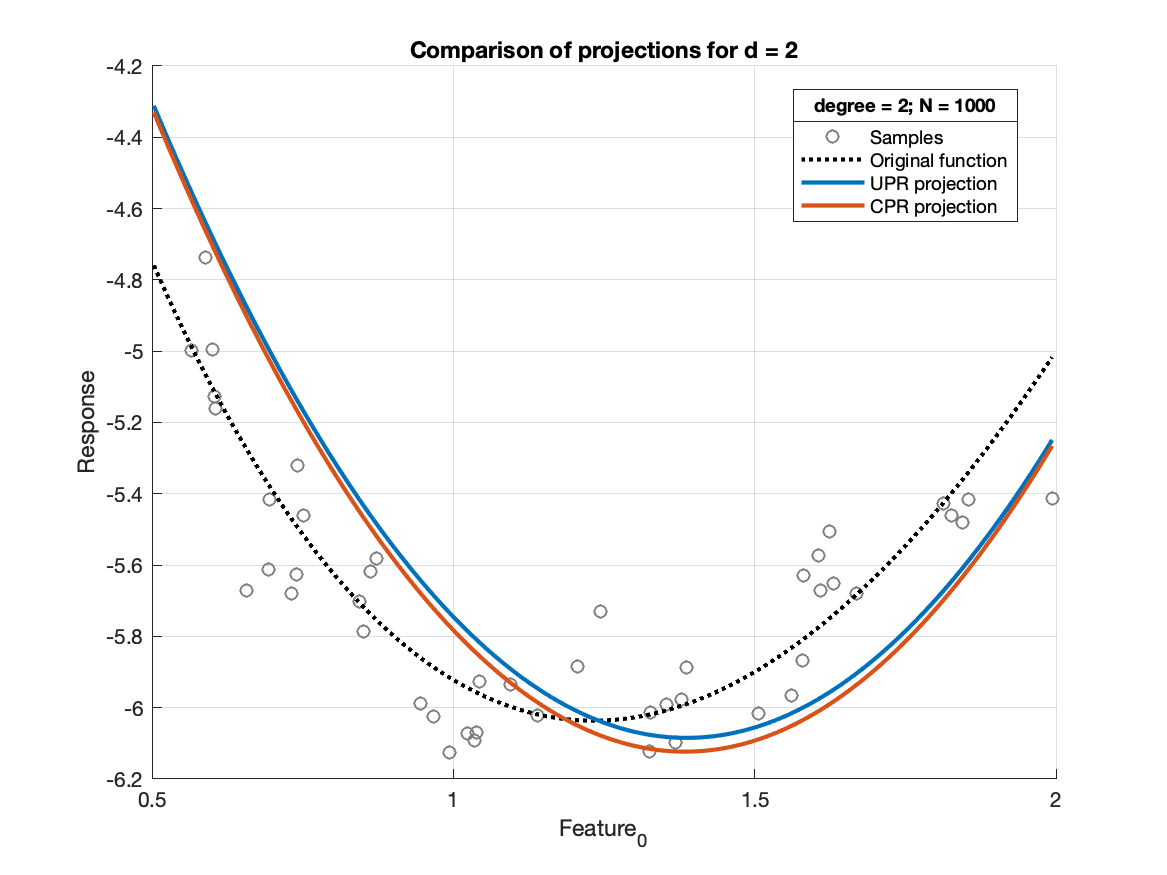 Comparison of projections for d = 2
-4.2
-4.4
-4.6
-4.8
-5
-5.2
-5.4
-5.6
-5.8
-6
-6.2
Response
degree = 2; N = 1000
Samples
Original function
UPR projection
CPR projection
0.5 1 1.5 2
Feature0